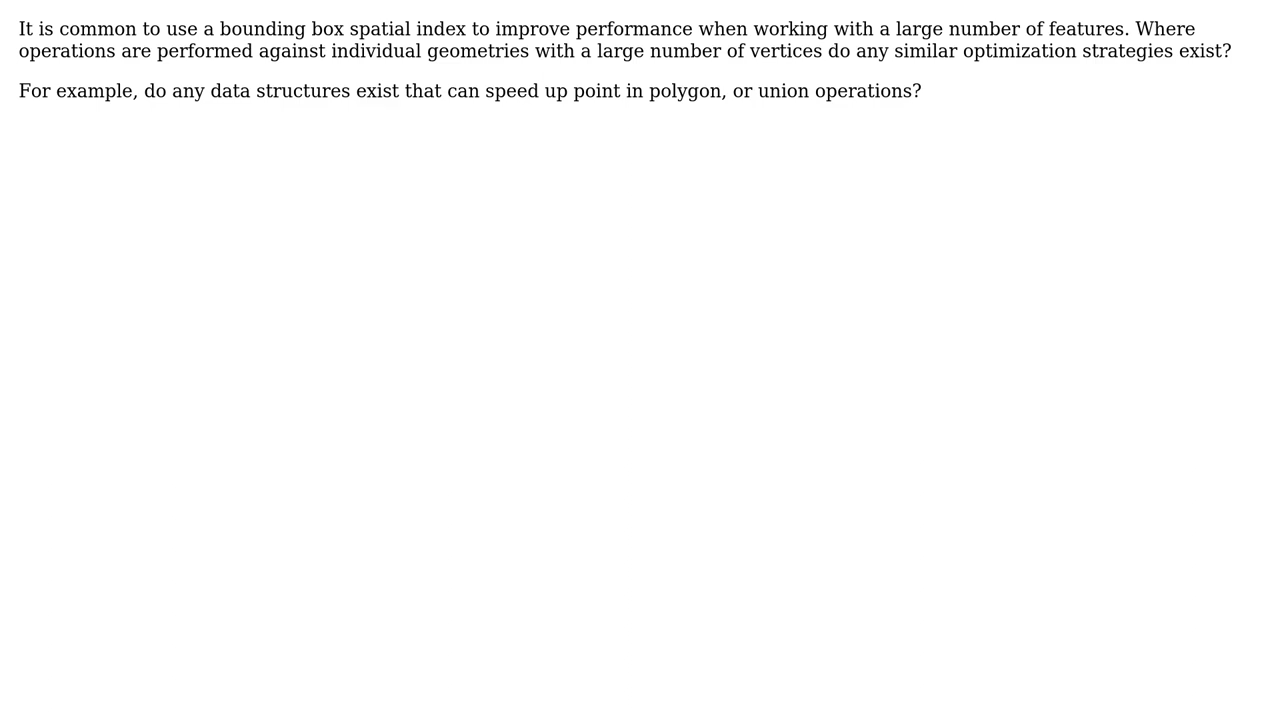 It is common to use a bounding box spatial index to improve performance when working with a large number of features. Where
operations are performed against individual geometries with a large number of vertices do any similar optimization strategies exist?
For example, do any data structures exist that can speed up point in polygon, or union operations?